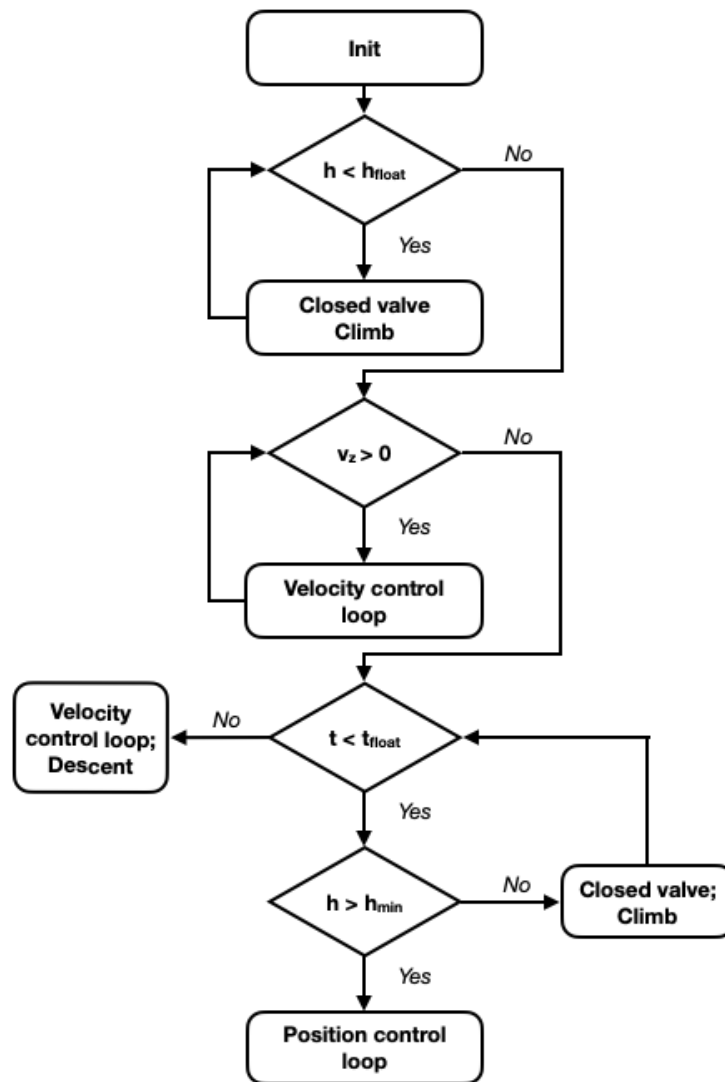 Init
h < hfloat
No
Yes
Closed valve
Climb
vz > 0
No
Yes
Velocity control
loop
Velocity
control loop;
Descent
No
t < tfloat
Yes
h > hmin
No
Closed valve;
Climb
Yes
Position control
loop